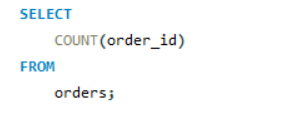 SELECT
    COUNT(order_id)
FROM
    orders;